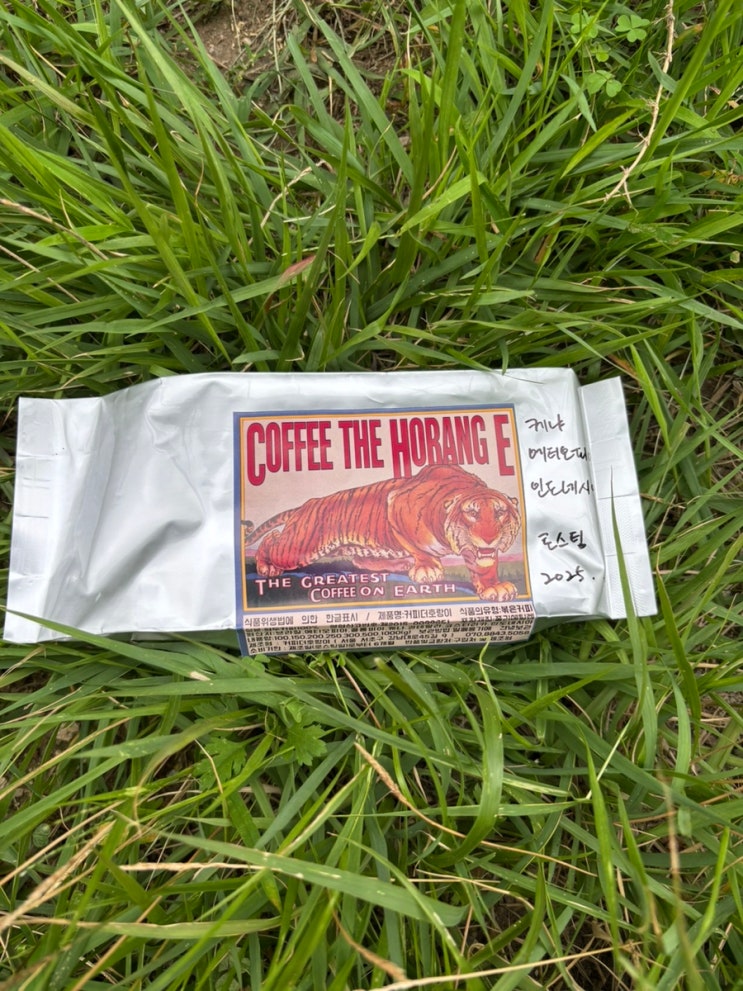 COFFEE THE HORANG E
THE GREATEST
COFFEE ON EARTH
식품위생법에 의한 한글표시 / 제품명:커피더호랑이 식품의유형:볶은커피
케냐
에티오피
인도네시
로스팅
2025.